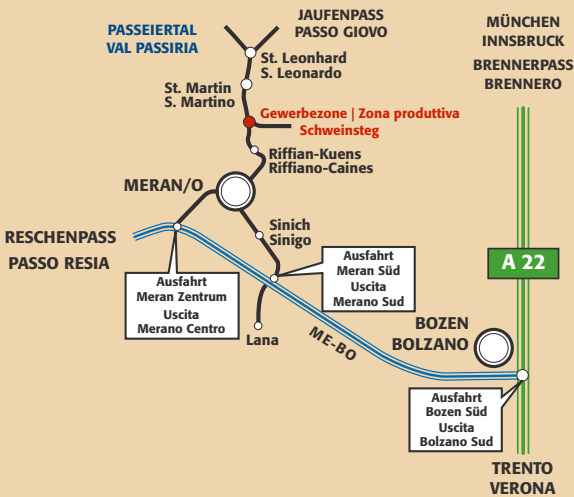 PASSEIERTAL
VAL PASSIRIA
JAUFENPASS
PASSO GIOVO
MÜNCHEN
INNSBRUCK
BRENNERPASS
BRENNERO
St. Leonhard
S. Leonardo
St. Martin
S. Martino
Gewerbezone | Zona produttiva
Schweinsteg
Riffian-Kuens
Riffiano-Caines
MERAN/O
Sinich
Sinigo
RESCHENPASS
PASSO RESIA
Ausfahrt
Meran Zentrum
Uscita
Merano Centro
Ausfahrt
Meran Süd
Uscita
Merano Sud
A 22
Lana
ME-BO
BOZEN
BOLZANO
Ausfahrt
Bozen Süd
Uscita
Bolzano Sud
TRENTO
VERONA